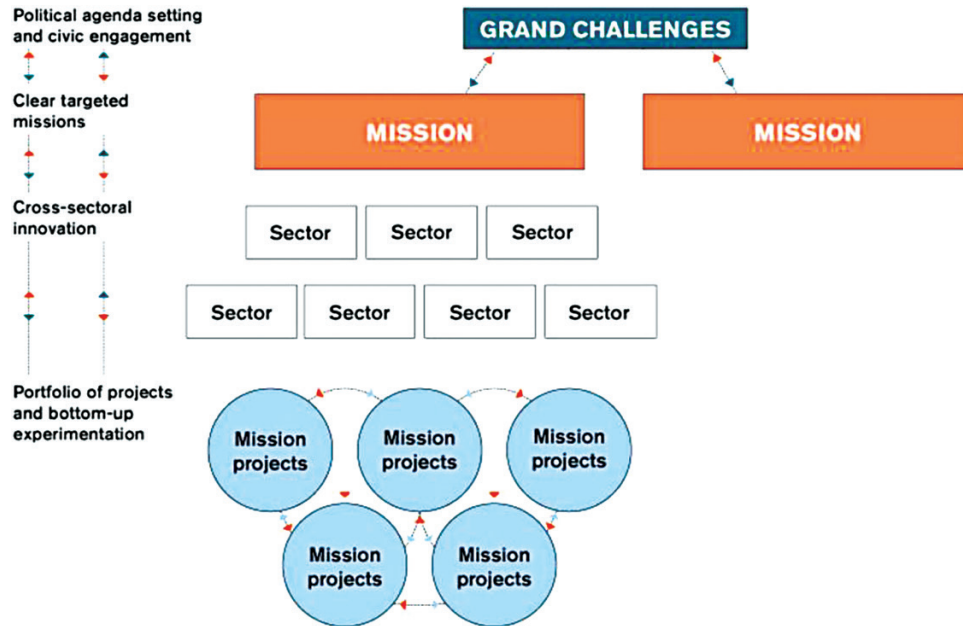 Political agenda setting
and civic engagement
GRAND CHALLENGES
Clear targeted
missions
MISSION
MISSION
Cross-sectoral
innovation
Sector
Sector
Sector
Sector
Sector
Sector
Sector
Portfolio of projects
and bottom-up
experimentation
Mission
projects
Mission
projects
Mission
projects
Mission
projects
Mission
projects